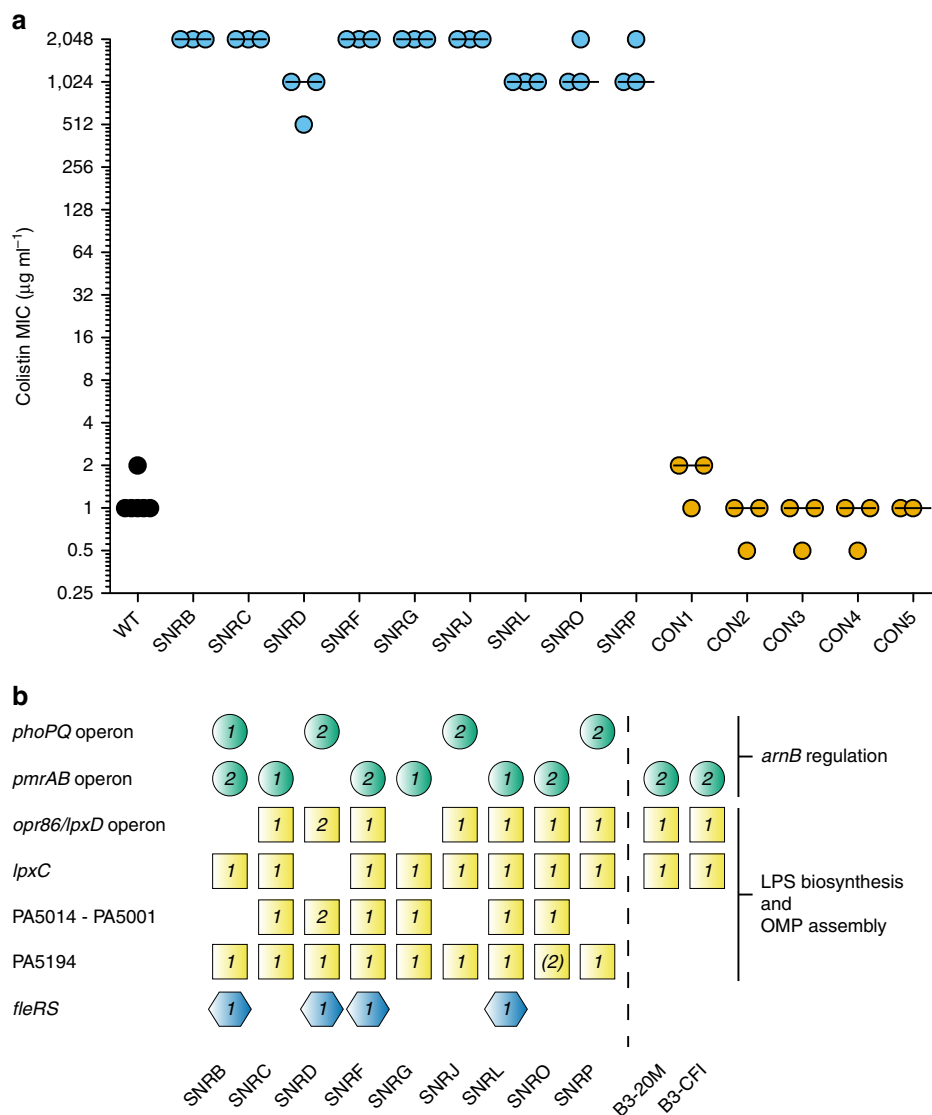 a
2,048
1,024
512
256
128
64
32
16
8
4
2
1
0.5
0.25
Colistin MIC (µg ml⁻¹)
WT SNRB SNRC SNRD SNRF SNRG SNRJ SNRL SNRO SNRP CON1 CON2 CON3 CON4 CON5
b
phoPQ operon 1 2 2 2
pmrAB operon 2 1 2 1 1 2 2 2
arnB regulation
opr86/lpxD operon 1 2 1 1 1 1 1 1 1
lpxC 1 1 1 1 1 1 1 1 1 1
PA5014 - PA5001 1 2 1 1 1 1
LPS biosynthesis
and
OMP assembly
PA5194 1 1 1 1 1 1 1 (2) 1
fleRS 1 1 1 1
SNRB SNRC SNRD SNRF SNRG SNRJ SNRL SNRO SNRP B3-20M B3-CFI